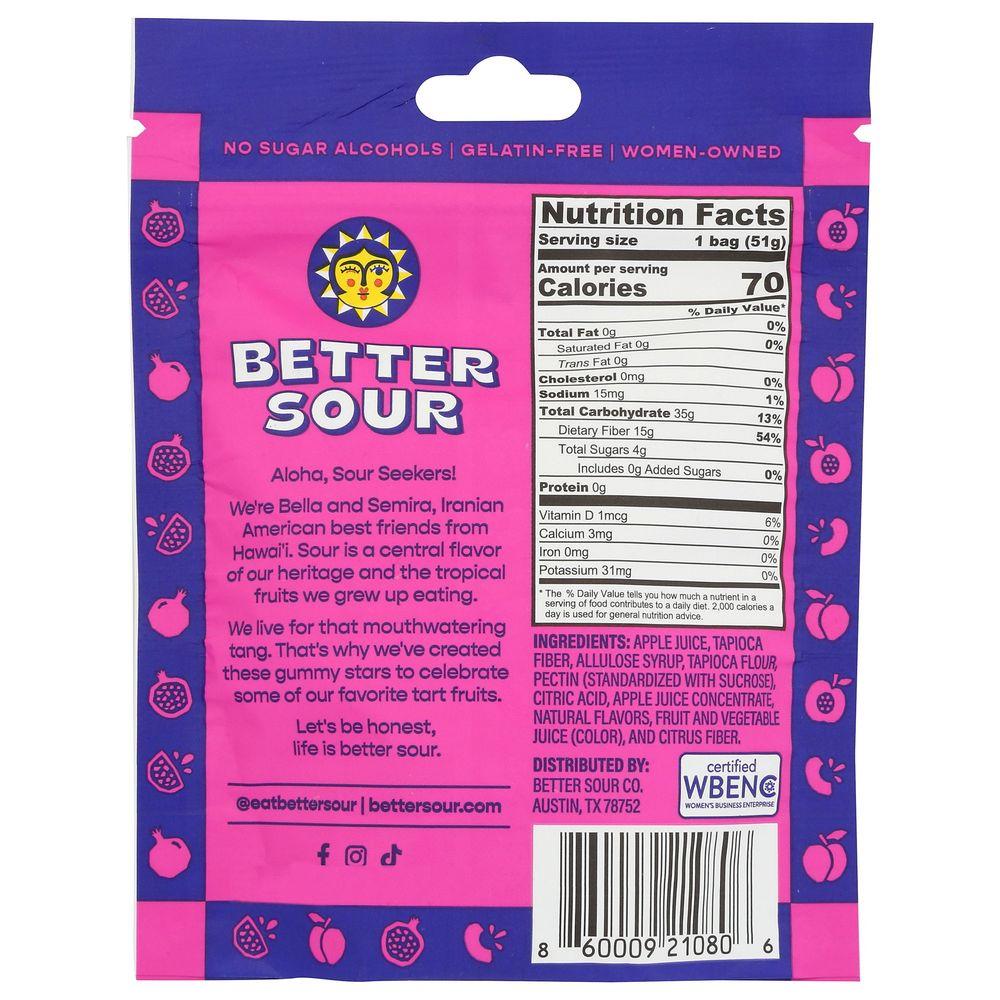 NO SUGAR ALCOHOLS | GELATIN-FREE | WOMEN-OWNED
BETTER
SOUR
Aloha, Sour Seekers!
We're Bella and Semira, Iranian
American best friends from
Hawai'i. Sour is a central flavor
of our heritage and the tropical
fruits we grew up eating.
We live for that mouthwatering
tang. That's why we've created
these gummy stars to celebrate
some of our favorite tart fruits.
Let's be honest,
life is better sour.
@eatbettersour | bettersour.com
Nutrition Facts
Serving size 1 bag (51g)
Amount per serving
Calories 70
% Daily Value*
Total Fat 0g 0%
Saturated Fat 0g 0%
Trans Fat 0g
Cholesterol 0mg 0%
Sodium 15mg 1%
Total Carbohydrate 35g 13%
Dietary Fiber 15g 54%
Total Sugars 4g
Includes 0g Added Sugars 0%
Protein 0g
Vitamin D 1mcg 6%
Calcium 3mg 0%
Iron 0mg 0%
Potassium 31mg 0%
* The % Daily Value tells you how much a nutrient in a
serving of food contributes to a daily diet. 2,000 calories a
day is used for general nutrition advice.
INGREDIENTS: APPLE JUICE, TAPIOCA
FIBER, ALLULOSE SYRUP, TAPIOCA FLOUR,
PECTIN (STANDARDIZED WITH SUCROSE),
CITRIC ACID, APPLE JUICE CONCENTRATE,
NATURAL FLAVORS, FRUIT AND VEGETABLE
JUICE (COLOR), AND CITRUS FIBER.
DISTRIBUTED BY:
BETTER SOUR CO.
AUSTIN, TX 78752
certified
WBENC
WOMEN'S BUSINESS ENTERPRISE
8 60009 21080 6